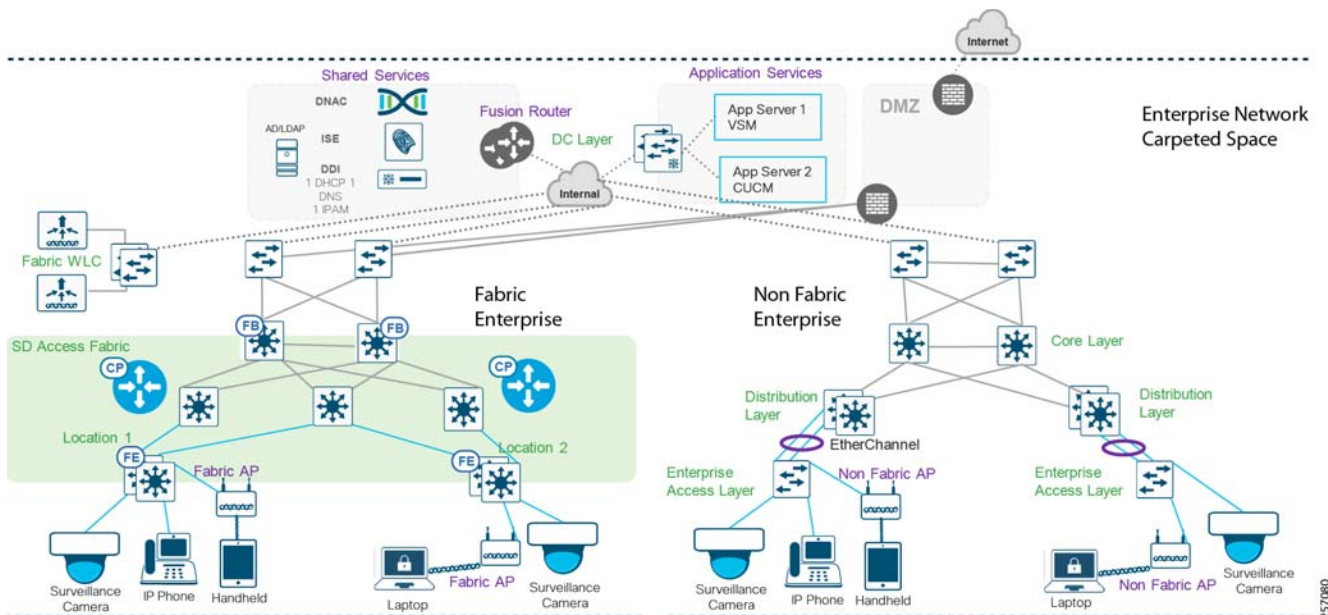 Internet
Shared Services
Application Services
DNAC
Fusion Router
App Server 1
VSM
DMZ
Enterprise Network
Carpeted Space
AD/LDAP
ISE
DC Layer
DDI
1 DHCP 1
DNS
1 IPAM
App Server 2
CUCM
Internal
Fabric WLC
Fabric
Enterprise
Non Fabric
Enterprise
FB
FB
SD Access Fabric
Core Layer
CP
CP
Distribution
Layer
Distribution
Layer
Location 1
Location 2
EtherChannel
FE
FE
Fabric AP
Enterprise
Access Layer
Non Fabric AP
Enterprise
Access Layer
Surveillance
Camera
IP Phone
Handheld
Laptop
Fabric AP
Surveillance
Camera
Surveillance
Camera
IP Phone
Handheld
Laptop
Non Fabric AP
Surveillance
Camera